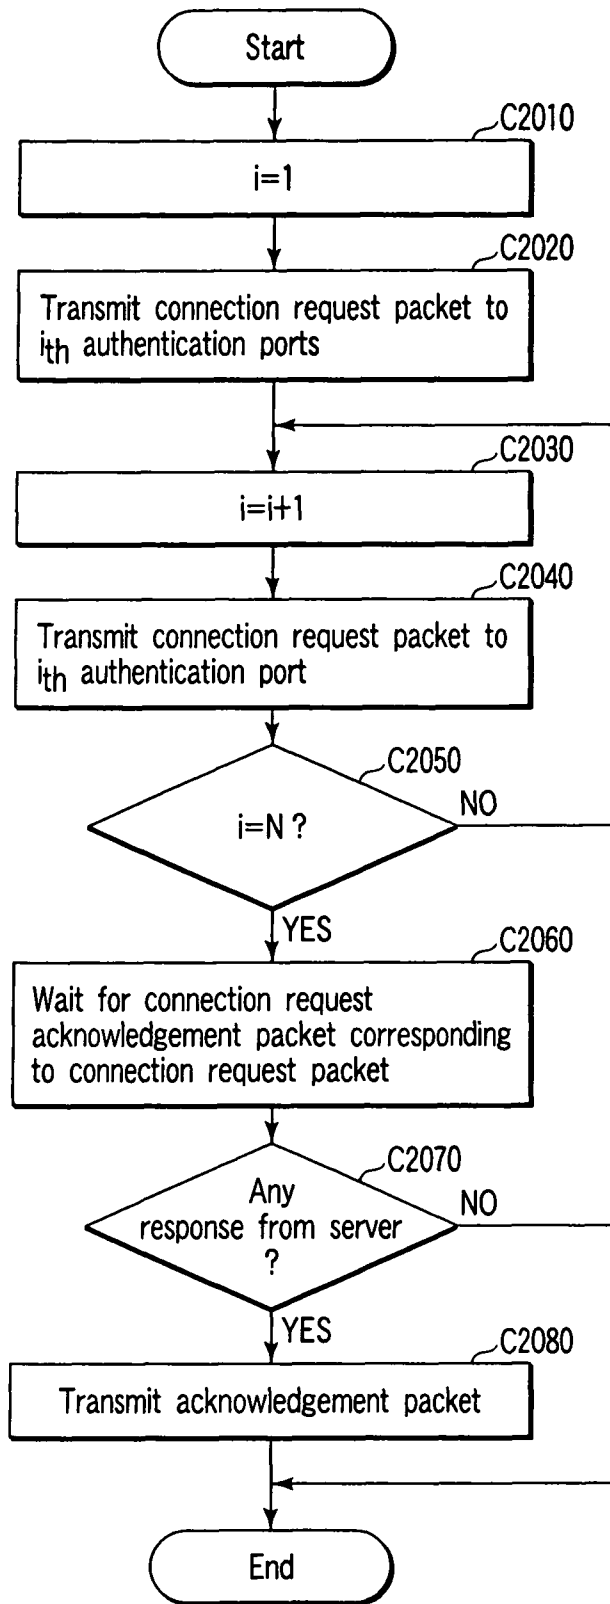 Start
C2010
i=1
C2020
Transmit connection request packet to
ith authentication ports
C2030
i=i+1
C2040
Transmit connection request packet to
ith authentication port
C2050
i=N ?
NO
YES
C2060
Wait for connection request
acknowledgement packet corresponding
to connection request packet
C2070
Any
response from server
?
NO
YES
C2080
Transmit acknowledgement packet
End